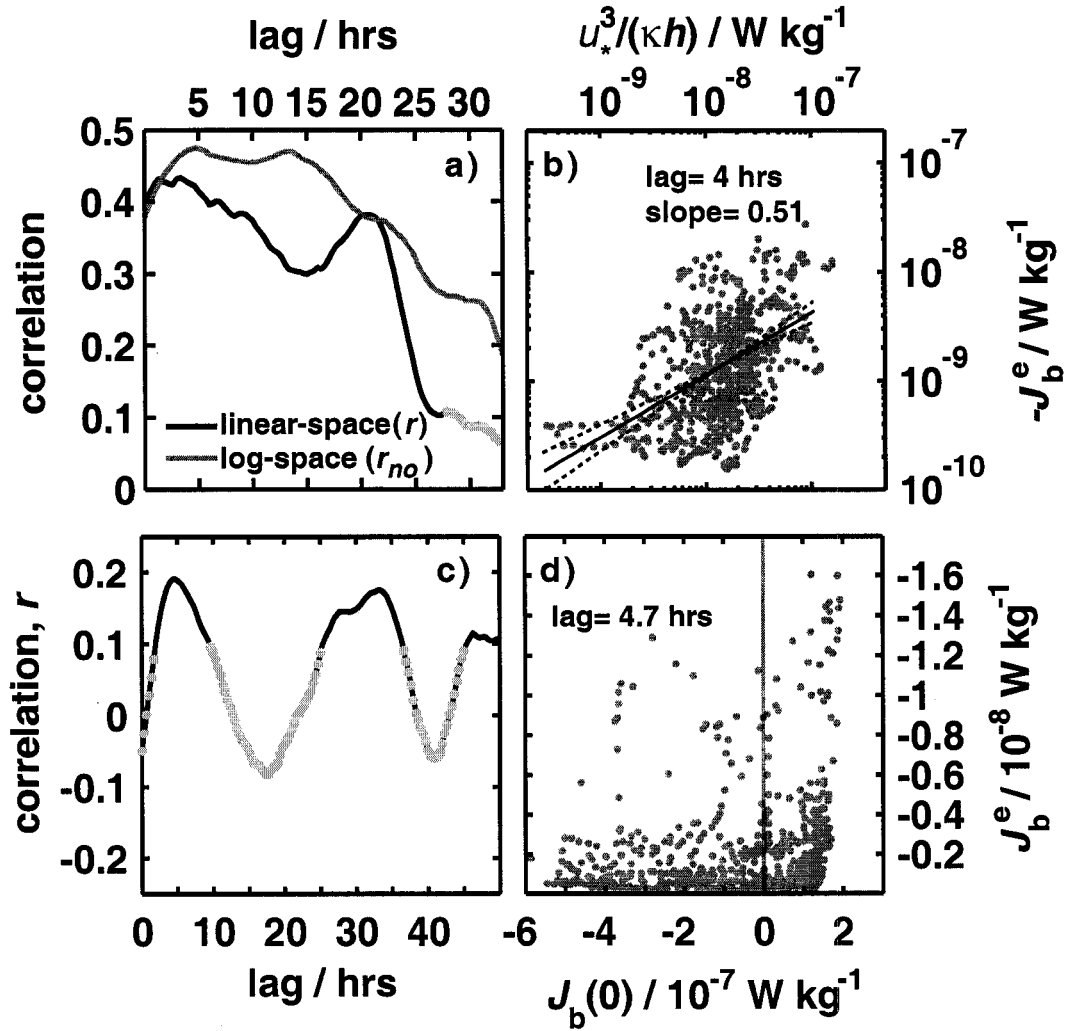 lag / hrs
5 10 15 20 25 30
u*^3/(κh) / W kg^-1
10^-9 10^-8 10^-7
correlation
0.5
0.4
0.3
0.2
0.1
0
a)
linear-space(r)
log-space (r_no)
b)
lag= 4 hrs
slope= 0.51
10^-7
10^-8
10^-9
10^-10
-J_b^e / W kg^-1
correlation, r
0.2
0.1
0
-0.1
-0.2
c)
0 10 20 30 40
lag / hrs
d)
lag= 4.7 hrs
-1.6
-1.4
-1.2
-1
-0.8
-0.6
-0.4
-0.2
J_b^e / 10^-8 W kg^-1
-6 -4 -2 0 2
J_b(0) / 10^-7 W kg^-1